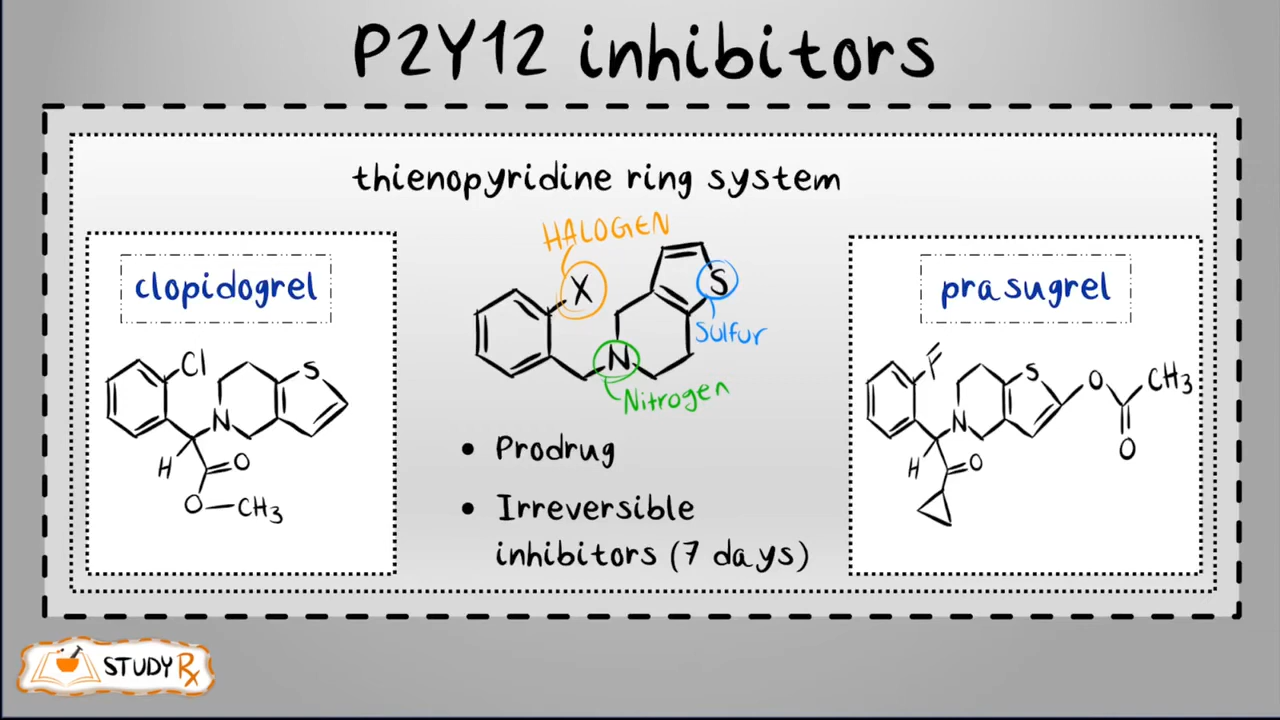 P2Y12 inhibitors
thienopyridine ring system
clopidogrel
Cl
S
N
H
O
O
CH3
HALOGEN
X
S
Sulfur
N
Nitrogen
• Prodrug
• Irreversible
inhibitors (7 days)
prasugrel
F
S
O
CH3
N
O
H
O
STUDY Rx